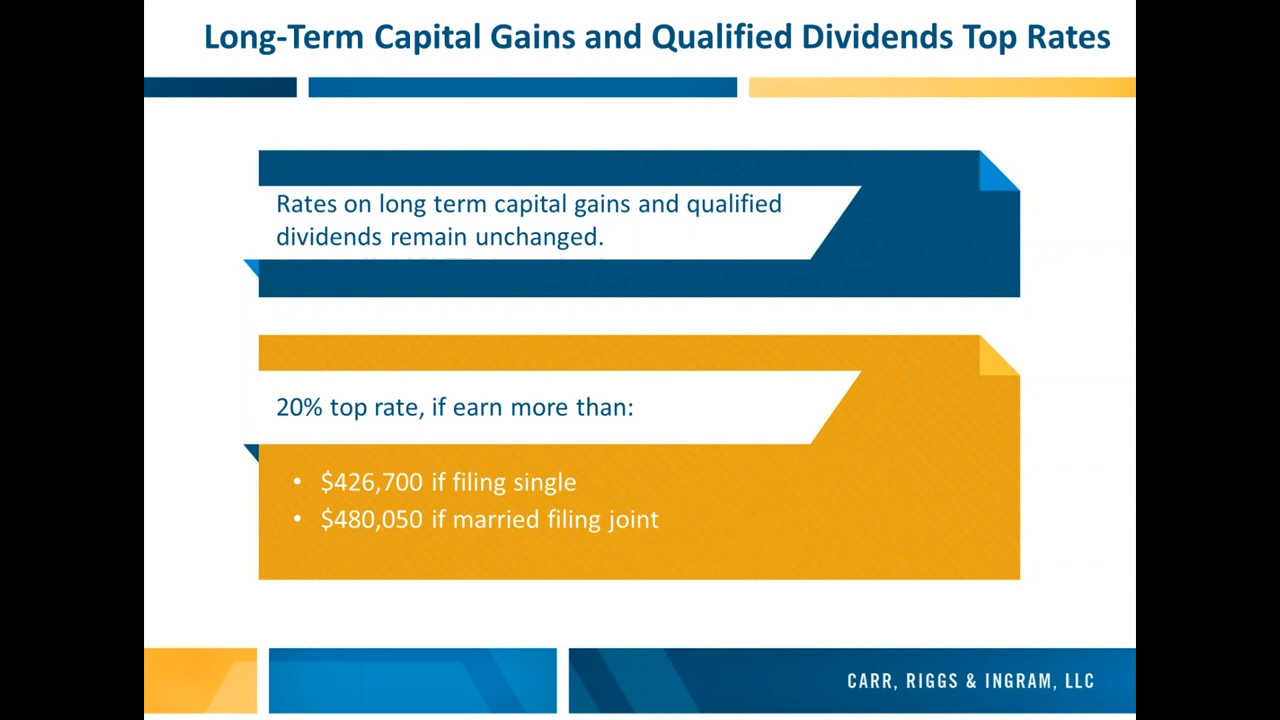 Long-Term Capital Gains and Qualified Dividends Top Rates
Rates on long term capital gains and qualified
dividends remain unchanged.
20% top rate, if earn more than:
• $426,700 if filing single
• $480,050 if married filing joint
CARR, RIGGS & INGRAM, LLC